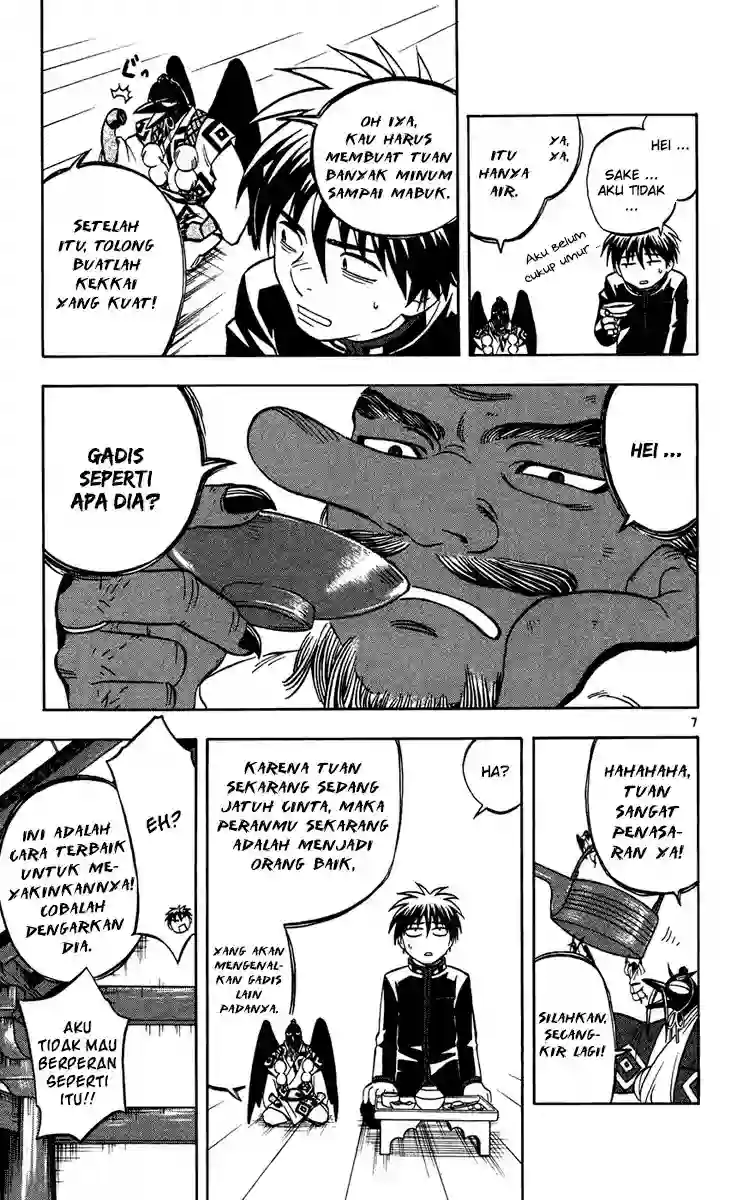 HEI ...
SAKE ...
AKU TIDAK
...
YA,
YA,
ITU
HANYA
AIR.
Aku belum
cukup umur
OH IYA,
KAU HARUS
MEMBUAT TUAN
BANYAK MINUM
SAMPAI MABUK.
じっ
SETELAH
ITU, TOLONG
BUATLAH
KEKKAI
YANG KUAT!
HEI ...
GADIS
SEPERTI
APA DIA?
7
HAHAHAHA,
TUAN
SANGAT
PENASA-
RAN YA!
SILAHKAN,
SECANG-
KIR LAGI!
HA?
KARENA TUAN
SEKARANG SEDANG
JATUH CINTA, MAKA
PERANMU SEKARANG
ADALAH MENJADI
ORANG BAIK,
YANG AKAN
MENGENAL-
KAN GADIS
LAIN
PADANYA.
EH?
INI ADALAH
CARA TERBAIK
UNTUK ME-
YAKINKANNYA!
COBALAH
DENGARKAN
DIA.
AKU
TIDAK MAU
BERPERAN
SEPERTI
ITU!!